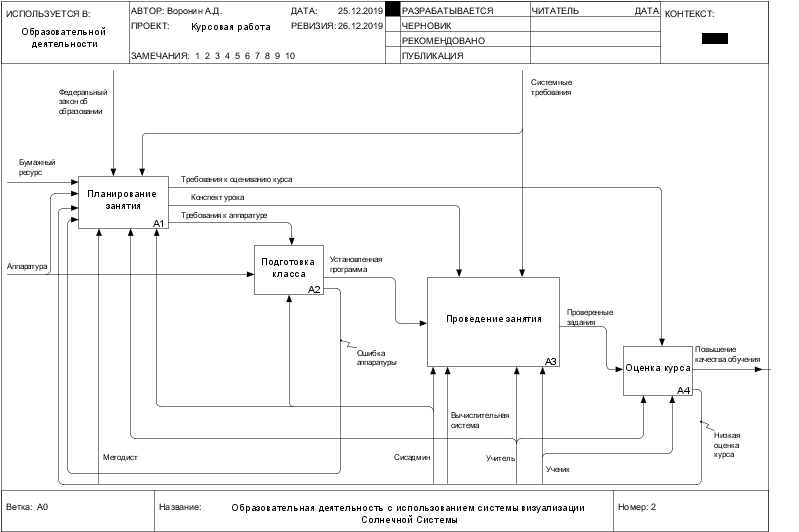 ИСПОЛЬЗУЕТСЯ В:
Образовательной
деятельности
АВТОР: Воронин А.Д.
ДАТА: 25.12.2019
ПРОЕКТ: Курсовая работа
РЕВИЗИЯ: 26.12.2019
ЗАМЕЧАНИЯ: 1 2 3 4 5 6 7 8 9 10
РАЗРАБАТЫВАЕТСЯ
ЧЕРНОВИК
РЕКОМЕНДОВАНО
ПУБЛИКАЦИЯ
ЧИТАТЕЛЬ ДАТА
КОНТЕКСТ:
Федеральный
закон об
образовании
Системные
требования
Бумажный
ресурс
Планирование
занятия
A1
Требования к оцениванию курса
Конспект урока
Требования к аппаратуре
Аппаратура
Подготовка
класса
A2
Установленная
программа
Проведение занятия
A3
Проверенные
задания
Ошибка
аппаратуры
Оценка курса
A4
Повышение
качества обучения
Вычислительная
система
Низкая
оценка
курса
Методист
Сисадмин
Учитель
Ученик
Ветка: A0
Название:
Образовательная деятельность с использованием системы визуализации
Солнечной Системы
Номер: 2